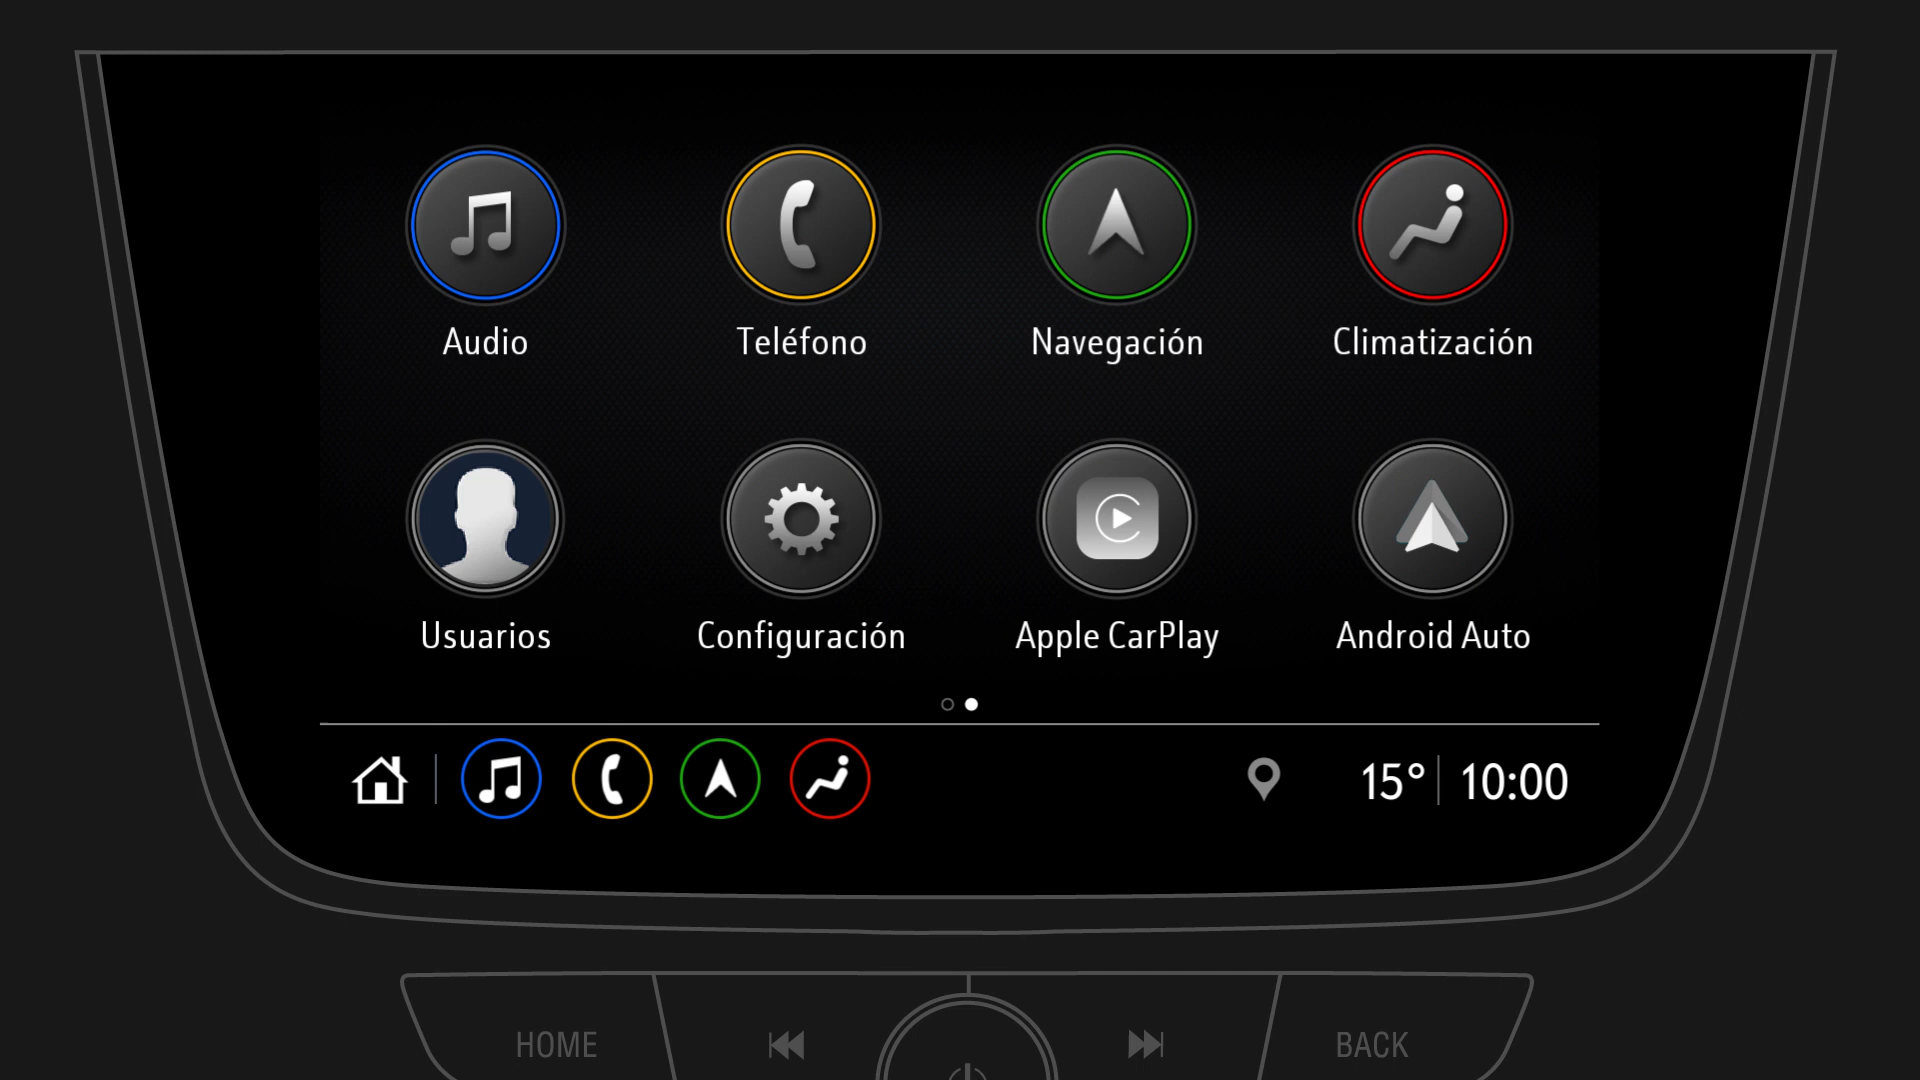 Audio
Teléfono
Navegación
Climatización
Usuarios
Configuración
Apple CarPlay
Android Auto
15° 10:00
HOME
BACK